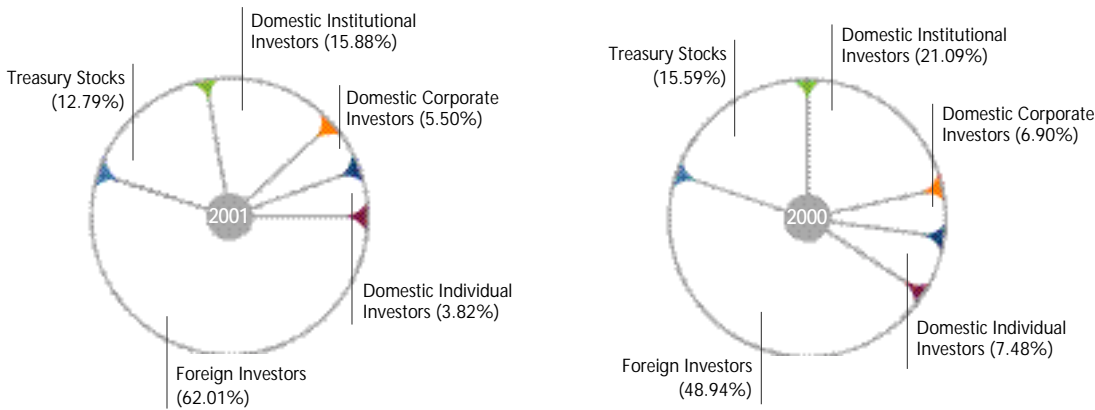 Domestic Institutional
Investors (15.88%)
Treasury Stocks
(12.79%)
Domestic Corporate
Investors (5.50%)
2001
Domestic Individual
Investors (3.82%)
Foreign Investors
(62.01%)
Domestic Institutional
Investors (21.09%)
Treasury Stocks
(15.59%)
Domestic Corporate
Investors (6.90%)
2000
Domestic Individual
Investors (7.48%)
Foreign Investors
(48.94%)